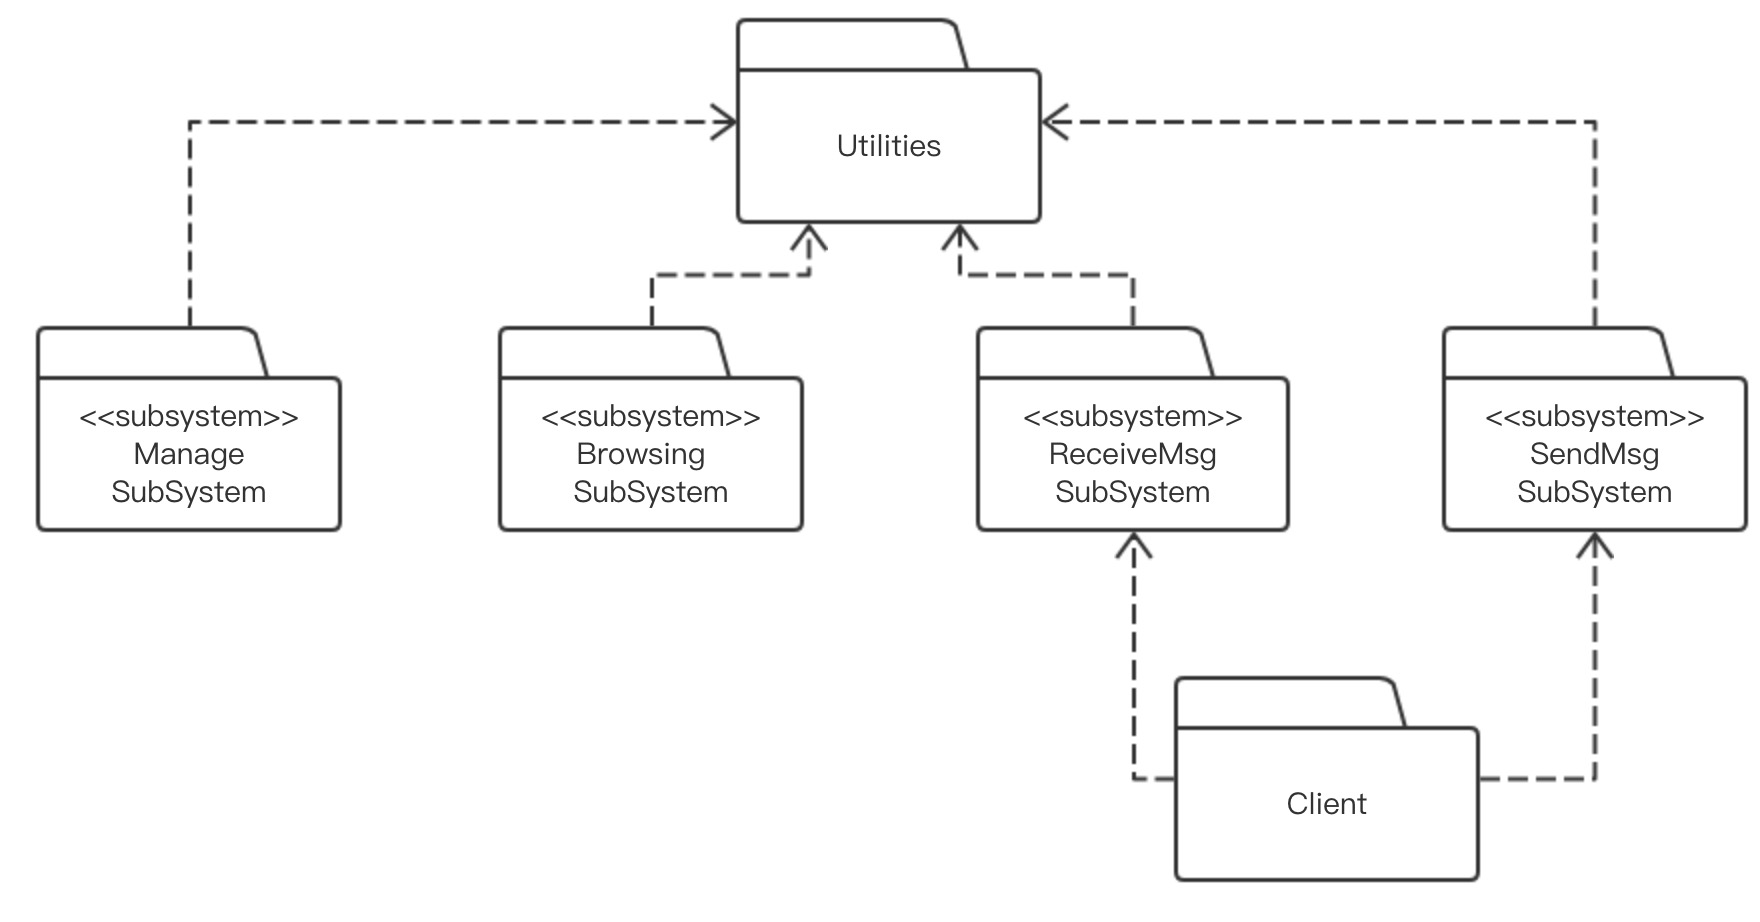 Utilities
<<subsystem>>
Manage
SubSystem
<<subsystem>>
Browsing
SubSystem
<<subsystem>>
ReceiveMsg
SubSystem
<<subsystem>>
SendMsg
SubSystem
Client